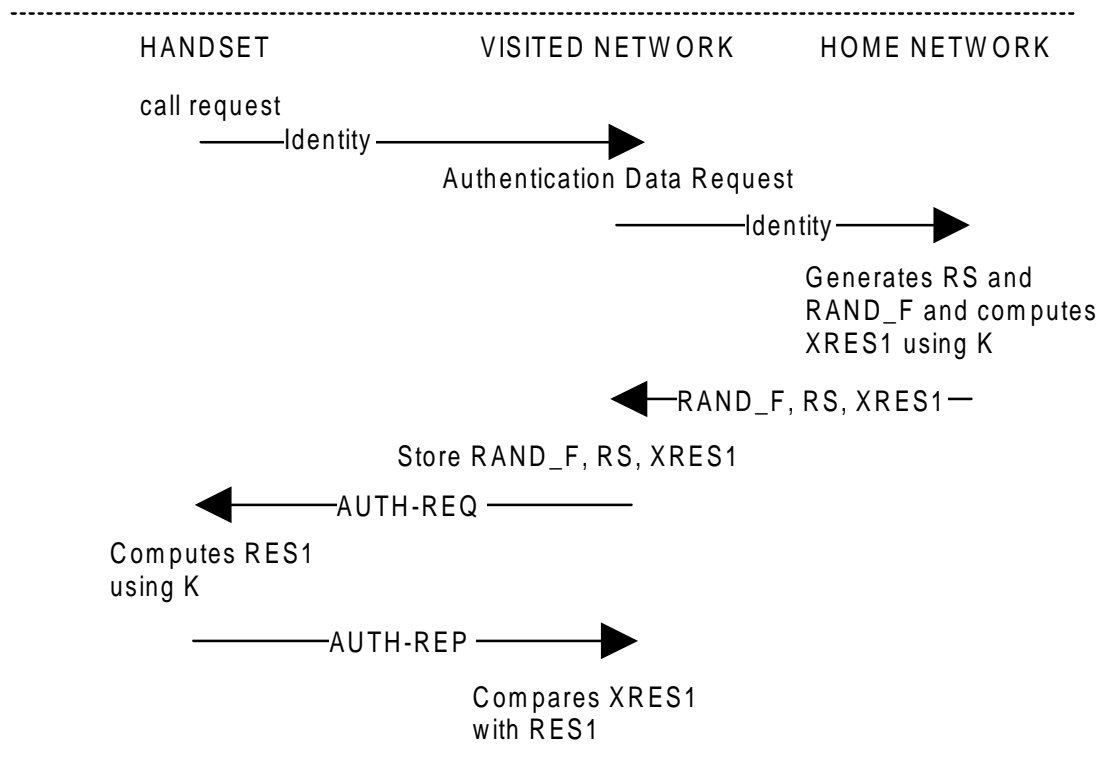 HANDSET VISITED NETWORK HOME NETWORK
call request
Identity
Authentication Data Request
Identity
Generates RS and
RAND_F and computes
XRES1 using K
RAND_F, RS, XRES1
Store RAND_F, RS, XRES1
AUTH-REQ
Computes RES1
using K
AUTH-REP
Compares XRES1
with RES1